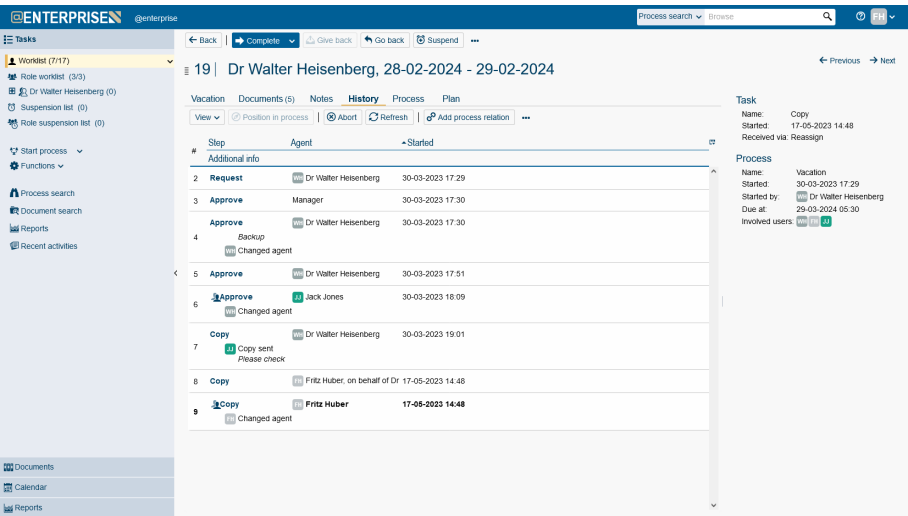 @ENTERPRISE @enterprise
Process search Browse
FH
Tasks
Worklist (7/17)
Role worklist (3/3)
Dr Walter Heisenberg (0)
Suspension list (0)
Role suspension list (0)
Start process
Functions
Process search
Document search
Reports
Recent activities
Documents
Calendar
Reports
Back Complete Give back Go back Suspend
Previous Next
19 Dr Walter Heisenberg, 28-02-2024 - 29-02-2024
Vacation Documents (5) Notes History Process Plan
View Position in process Abort Refresh Add process relation
# Step Agent Started
Additional info
2 Request WH Dr Walter Heisenberg 30-03-2023 17:29
3 Approve Manager 30-03-2023 17:30
Approve WH Dr Walter Heisenberg 30-03-2023 17:30
4 Backup
WH Changed agent
5 Approve WH Dr Walter Heisenberg 30-03-2023 17:51
Approve JJ Jack Jones 30-03-2023 18:09
6 WH Changed agent
Copy WH Dr Walter Heisenberg 30-03-2023 19:01
7 JJ Copy sent
Please check
8 Copy FH Fritz Huber, on behalf of Dr 17-05-2023 14:48
Copy FH Fritz Huber 17-05-2023 14:48
9 FH Changed agent
Task
Name: Copy
Started: 17-05-2023 14:48
Received via: Reassign
Process
Name: Vacation
Started: 30-03-2023 17:29
Started by: WH Dr Walter Heisenberg
Due at: 29-03-2024 05:30
Involved users: WH FH JJ